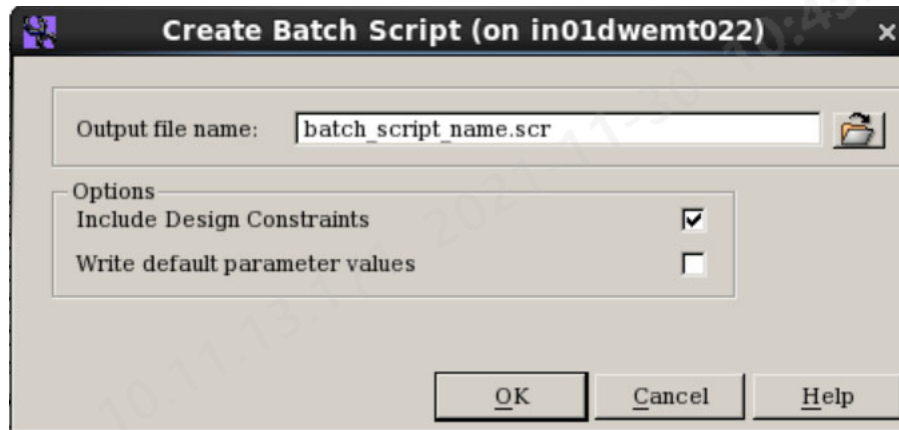 Create Batch Script (on in01dwemt022)
Output file name: batch_script_name.scr
Options
Include Design Constraints
Write default parameter values
OK Cancel Help